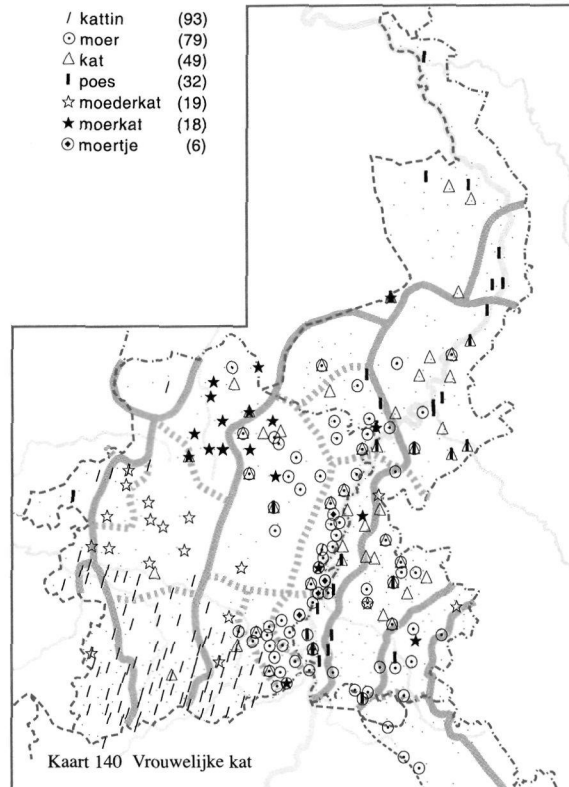 kattin (93)
moer (79)
kat (49)
poes (32)
moederkat (19)
moerkat (18)
moertje (6)
Kaart 140 Vrouwelijke kat